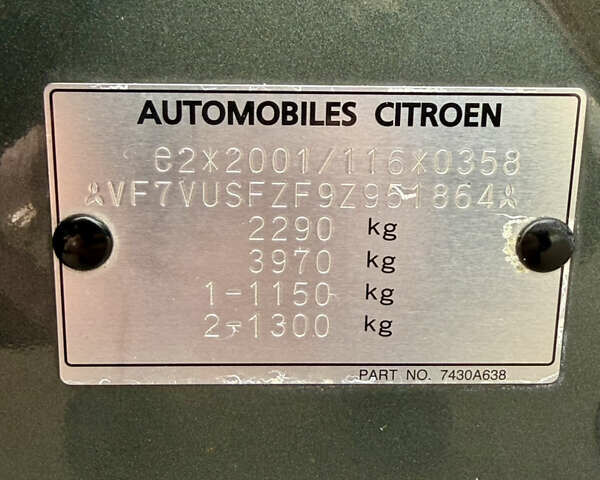 AUTOMOBILES CITROEN
e2*2001/116*0358
VF7VUSFZF9Z951864
2290 kg
3970 kg
1-1150 kg
2-1300 kg
PART NO. 7430A638